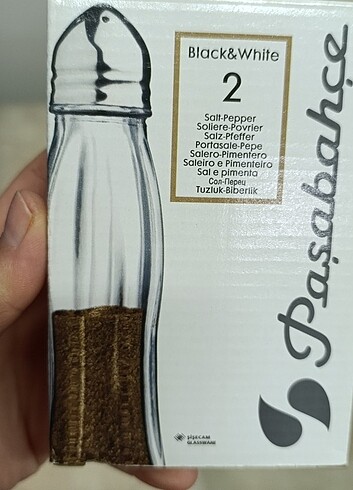 Black&White
2
Salt-Pepper
Soliere-Povrier
Salz-Pfeffer
Portasale-Pepe
Salero-Pimentero
Saleiro e Pimenteiro
Sal e pimenta
Сол-Перец
Tuzluk-Biberlik
Paşabahçe
ŞİŞECAM
GLASSWARE